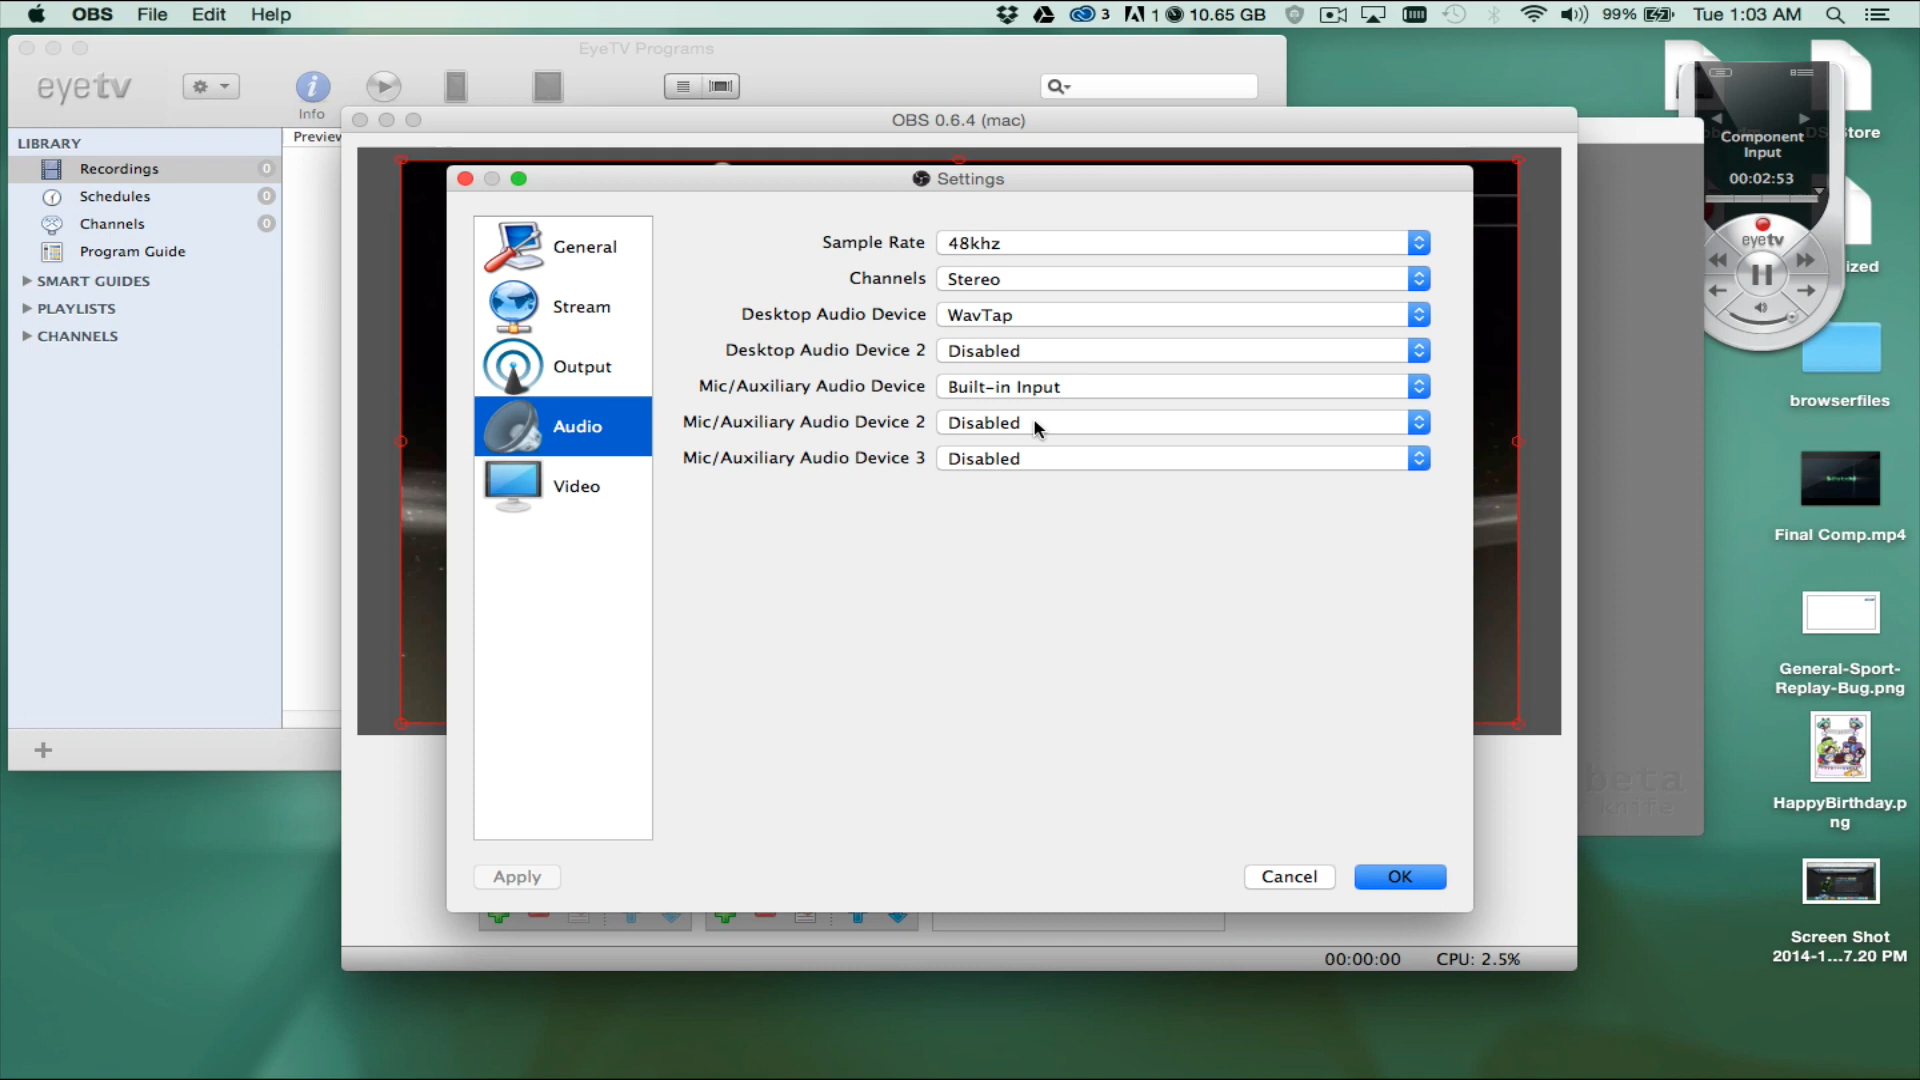 OBS File Edit Help
3 1 10.65 GB 99% Tue 1:03 AM
EyeTV Programs
eyetv
Info
LIBRARY
Recordings 0
Schedules 0
Channels 0
Program Guide
SMART GUIDES
PLAYLISTS
CHANNELS
Preview
OBS 0.6.4 (mac)
Settings
General
Stream
Output
Audio
Video
Sample Rate 48khz
Channels Stereo
Desktop Audio Device WavTap
Desktop Audio Device 2 Disabled
Mic/Auxiliary Audio Device Built-in Input
Mic/Auxiliary Audio Device 2 Disabled
Mic/Auxiliary Audio Device 3 Disabled
Apply Cancel OK
00:00:00 CPU: 2.5%
beta
knife
Component
Input
00:02:53
eyetv
browserfiles
Final Comp.mp4
General-Sport-
Replay-Bug.png
HappyBirthday.p
ng
Screen Shot
2014-1...7.20 PM